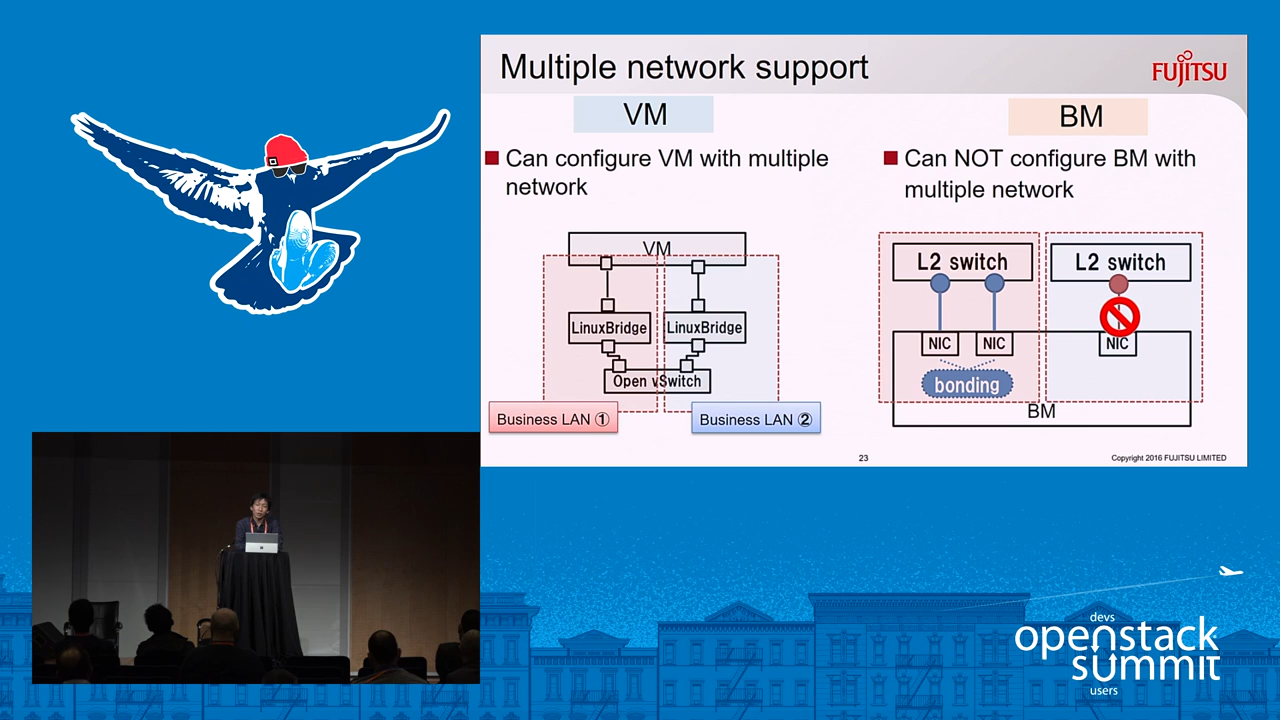 Multiple network support
FUJITSU
VM
BM
Can configure VM with multiple
network
Can NOT configure BM with
multiple network
VM
LinuxBridge
LinuxBridge
Open vSwitch
Business LAN ①
Business LAN ②
L2 switch
L2 switch
NIC
NIC
NIC
bonding
BM
23
Copyright 2016 FUJITSU LIMITED
devs
openstack
summit
users